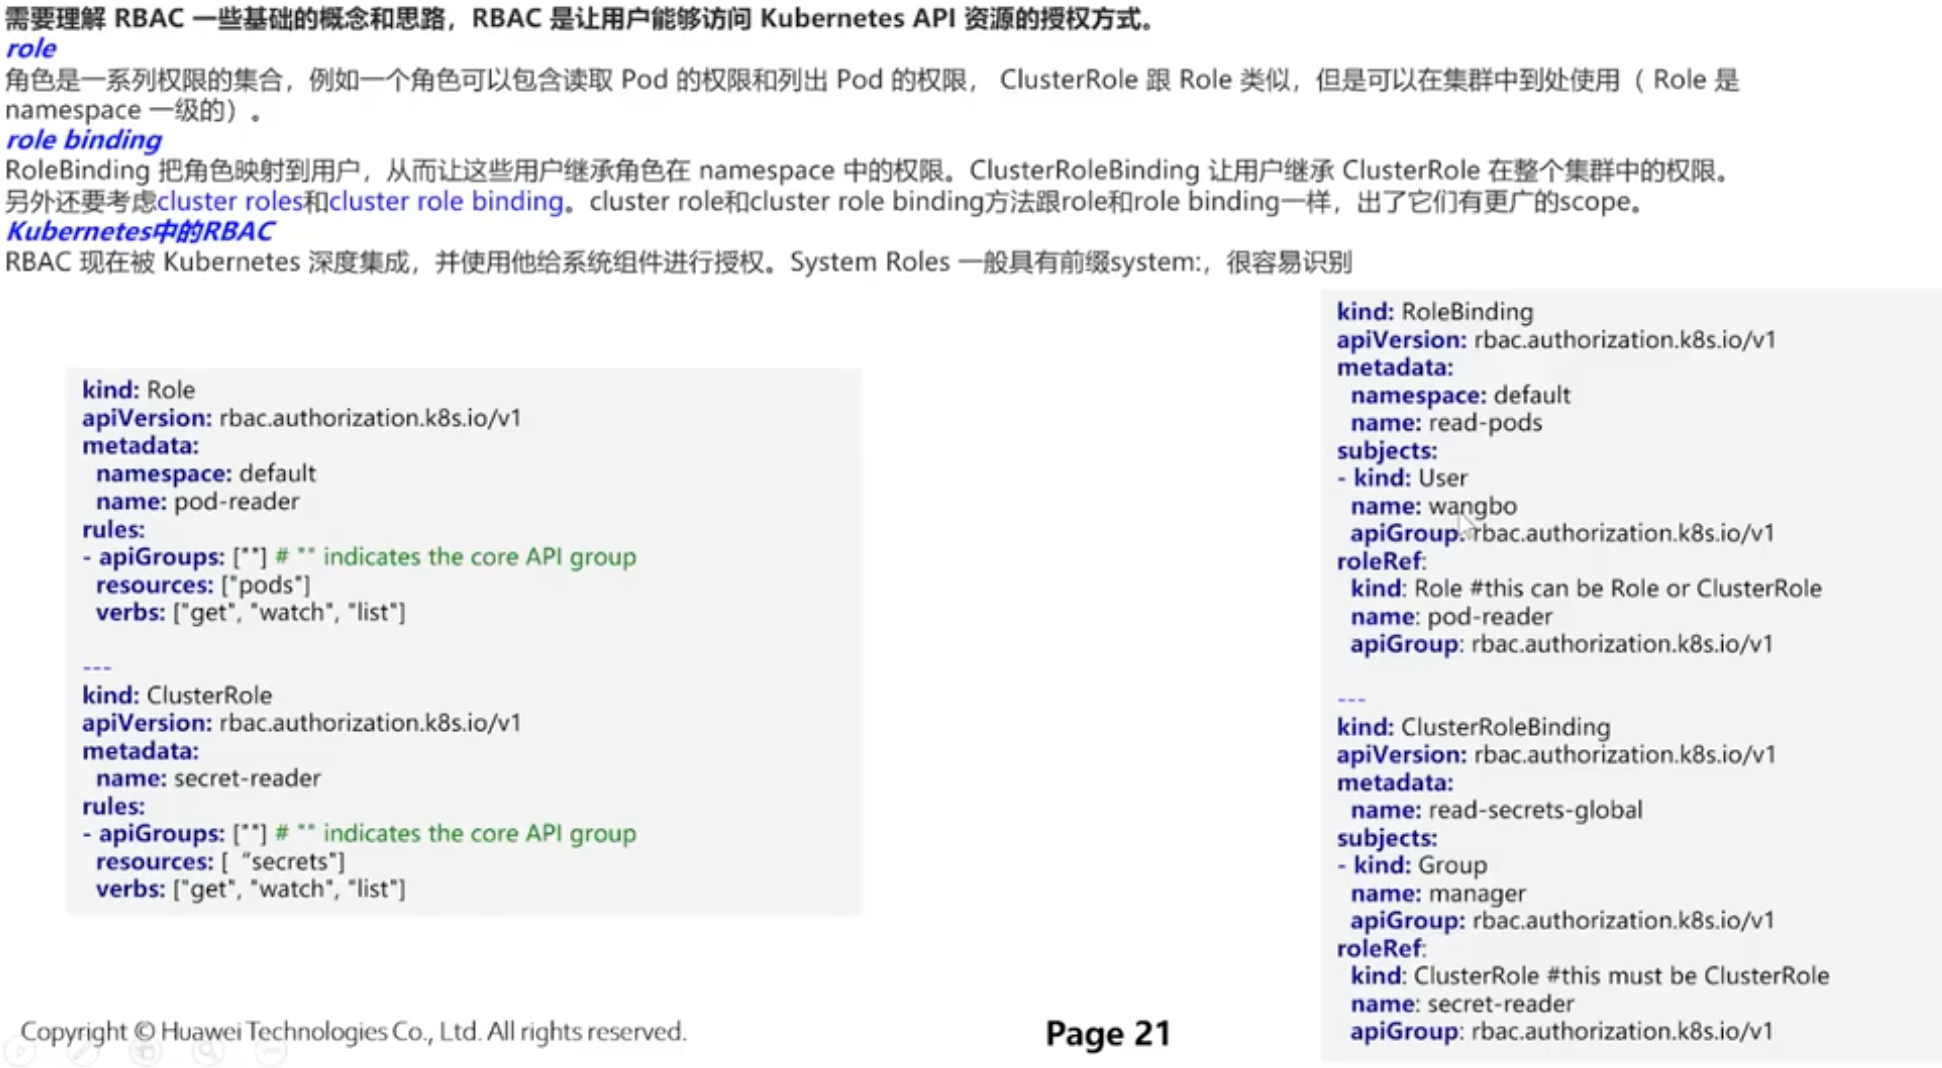 需要理解 RBAC 一些基础的概念和思路，RBAC 是让用户能够访问 Kubernetes API 资源的授权方式。
role
角色是一系列权限的集合，例如一个角色可以包含读取 Pod 的权限和列出 Pod 的权限， ClusterRole 跟 Role 类似，但是可以在集群中到处使用（ Role 是
namespace 一级的）。
role binding
RoleBinding 把角色映射到用户，从而让这些用户继承角色在 namespace 中的权限。ClusterRoleBinding 让用户继承 ClusterRole 在整个集群中的权限。
另外还要考虑cluster roles和cluster role binding。cluster role和cluster role binding方法跟role和role binding一样，出了它们有更广的scope。
Kubernetes中的RBAC
RBAC 现在被 Kubernetes 深度集成，并使用他给系统组件进行授权。System Roles 一般具有前缀system:，很容易识别
kind: Role
apiVersion: rbac.authorization.k8s.io/v1
metadata:
  namespace: default
  name: pod-reader
rules:
- apiGroups: [""] # "" indicates the core API group
  resources: ["pods"]
  verbs: ["get", "watch", "list"]
---
kind: ClusterRole
apiVersion: rbac.authorization.k8s.io/v1
metadata:
  name: secret-reader
rules:
- apiGroups: [""] # "" indicates the core API group
  resources: [ “secrets"]
  verbs: ["get", "watch", "list"]
kind: RoleBinding
apiVersion: rbac.authorization.k8s.io/v1
metadata:
  namespace: default
  name: read-pods
subjects:
- kind: User
  name: wangbo
  apiGroup: rbac.authorization.k8s.io/v1
roleRef:
  kind: Role #this can be Role or ClusterRole
  name: pod-reader
  apiGroup: rbac.authorization.k8s.io/v1
---
kind: ClusterRoleBinding
apiVersion: rbac.authorization.k8s.io/v1
metadata:
  name: read-secrets-global
subjects:
- kind: Group
  name: manager
  apiGroup: rbac.authorization.k8s.io/v1
roleRef:
  kind: ClusterRole #this must be ClusterRole
  name: secret-reader
  apiGroup: rbac.authorization.k8s.io/v1
Copyright © Huawei Technologies Co., Ltd. All rights reserved.
Page 21